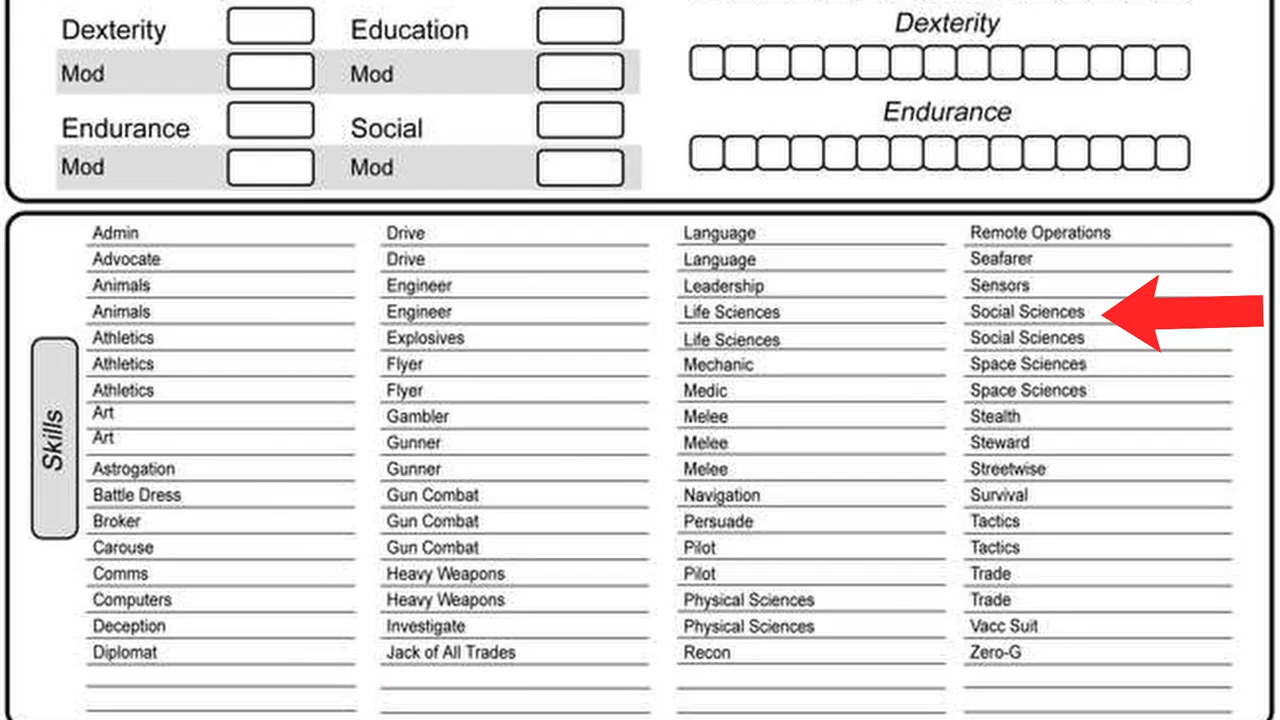 Dexterity Education
Mod Mod
Endurance Social
Mod Mod
Dexterity
Endurance
Skills
Admin
Advocate
Animals
Animals
Athletics
Athletics
Athletics
Art
Art
Astrogation
Battle Dress
Broker
Carouse
Comms
Computers
Deception
Diplomat
Drive
Drive
Engineer
Engineer
Explosives
Flyer
Flyer
Gambler
Gunner
Gunner
Gun Combat
Gun Combat
Gun Combat
Heavy Weapons
Heavy Weapons
Investigate
Jack of All Trades
Language
Language
Leadership
Life Sciences
Life Sciences
Mechanic
Medic
Melee
Melee
Melee
Navigation
Persuade
Pilot
Pilot
Physical Sciences
Physical Sciences
Recon
Remote Operations
Seafarer
Sensors
Social Sciences
Social Sciences
Space Sciences
Space Sciences
Stealth
Steward
Streetwise
Survival
Tactics
Tactics
Trade
Trade
Vacc Suit
Zero-G